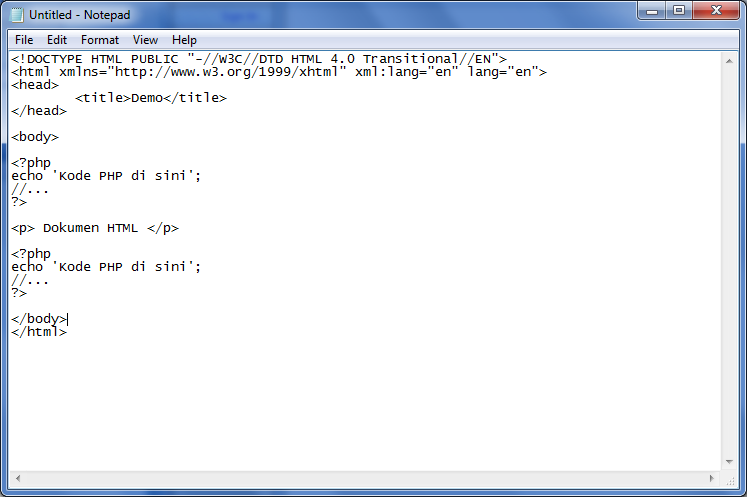 Untitled - Notepad
File Edit Format View Help
<!DOCTYPE HTML PUBLIC "-//W3C//DTD HTML 4.0 Transitional//EN">
<html xmlns="http://www.w3.org/1999/xhtml" xml:lang="en" lang="en">
<head>
	<title>Demo</title>
</head>

<body>

<?php
echo 'Kode PHP di sini';
//...
?>

<p> Dokumen HTML </p>

<?php
echo 'Kode PHP di sini';
//...
?>

</body>
</html>